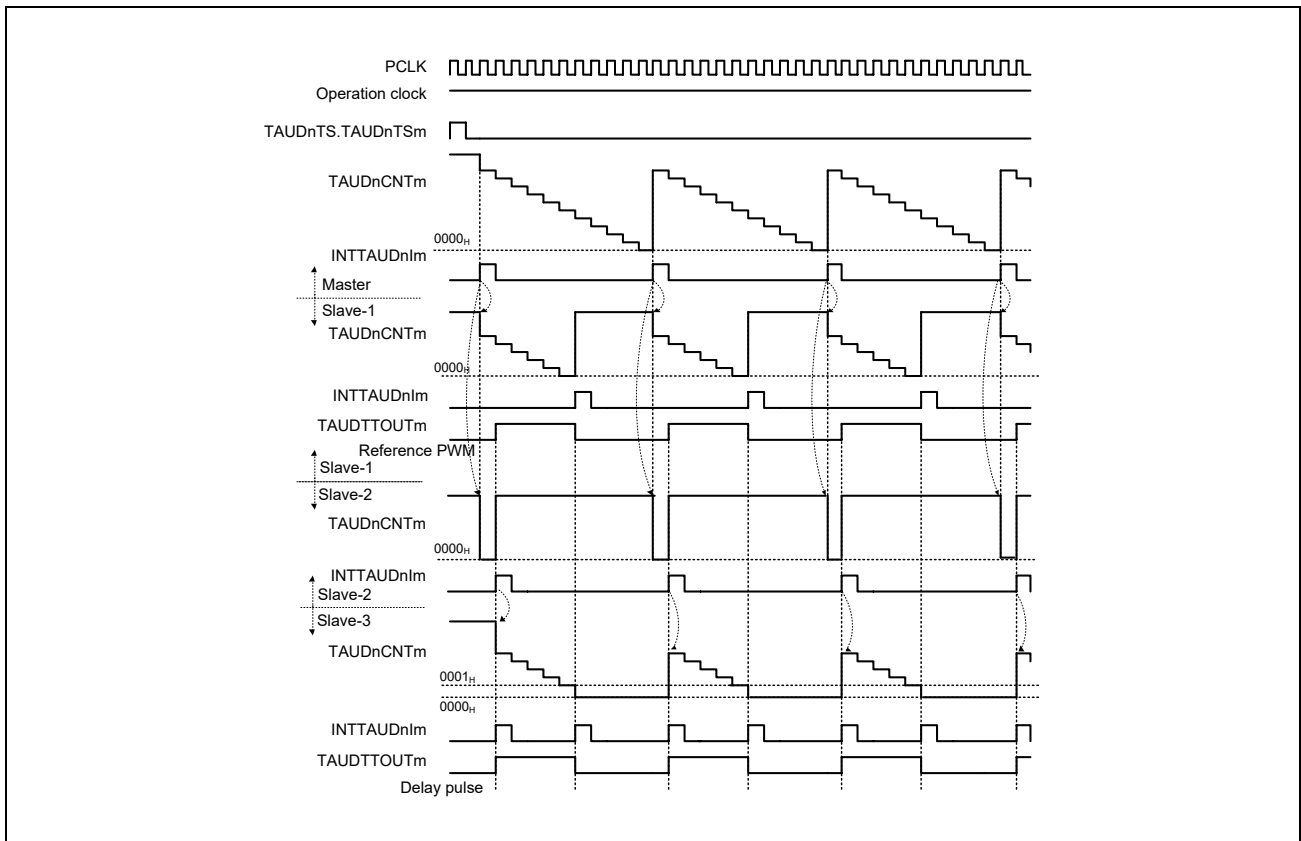 PCLK
Operation clock
TAUDnTS.TAUDnTSm
TAUDnCNTm
0000H
INTTAUDnIm
Master
Slave-1
TAUDnCNTm
0000H
INTTAUDnIm
TAUDTTOUTm
Reference PWM
Slave-1
Slave-2
TAUDnCNTm
0000H
INTTAUDnIm
Slave-2
Slave-3
TAUDnCNTm
0001H
0000H
INTTAUDnIm
TAUDTTOUTm
Delay pulse